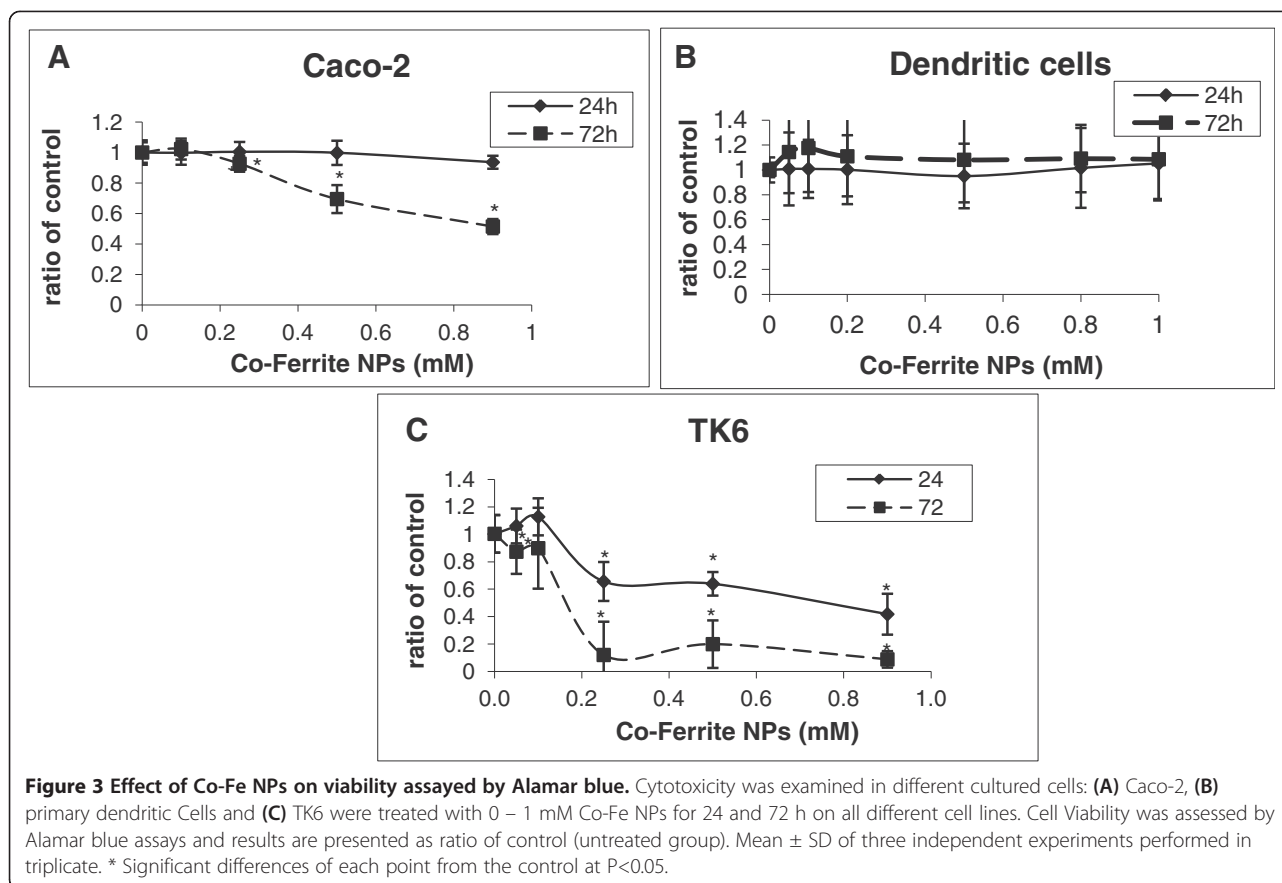 A
Caco-2
24h
72h
1.2
1
0.8
0.6
0.4
0.2
0
ratio of control
*
*
*
0 0.2 0.4 0.6 0.8 1
Co-Ferrite NPs (mM)
B
Dendritic cells
24h
72h
1.4
1.2
1
0.8
0.6
0.4
0.2
0
ratio of control
0 0.2 0.4 0.6 0.8 1
Co-Ferrite NPs (mM)
C
TK6
24
72
1.4
1.2
1
0.8
0.6
0.4
0.2
0
ratio of control
*
*
*
*
*
*
*
*
0.0 0.2 0.4 0.6 0.8 1.0
Co-Ferrite NPs (mM)
Figure 3 Effect of Co-Fe NPs on viability assayed by Alamar blue. Cytotoxicity was examined in different cultured cells: (A) Caco-2, (B)
primary dendritic Cells and (C) TK6 were treated with 0 – 1 mM Co-Fe NPs for 24 and 72 h on all different cell lines. Cell Viability was assessed by
Alamar blue assays and results are presented as ratio of control (untreated group). Mean ± SD of three independent experiments performed in
triplicate. * Significant differences of each point from the control at P<0.05.